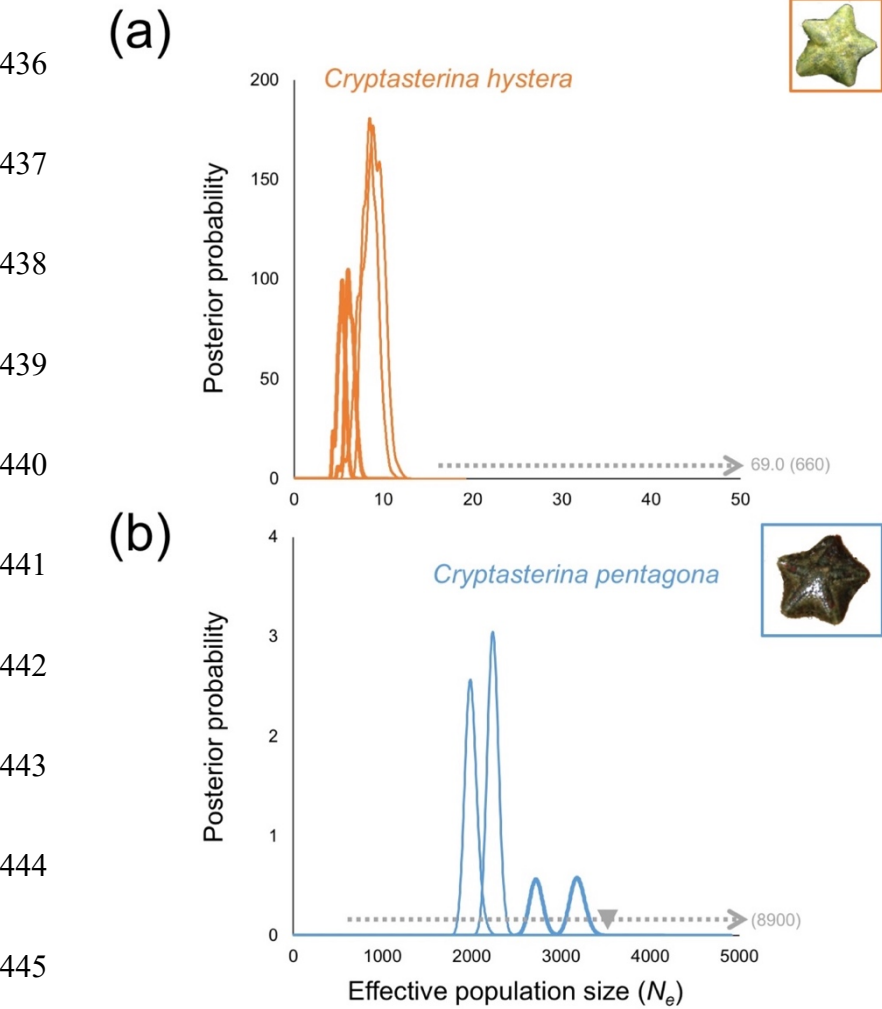 (a)
436
Cryptasterina hystera
200
437
150
438
100
439
50
440
0
69.0 (660)
0 10 20 30 40 50
Posterior probability
(b)
441
4
Cryptasterina pentagona
442
3
443
2
444
1
(8900)
445
0
0 1000 2000 3000 4000 5000
Posterior probability
Effective population size (Ne)